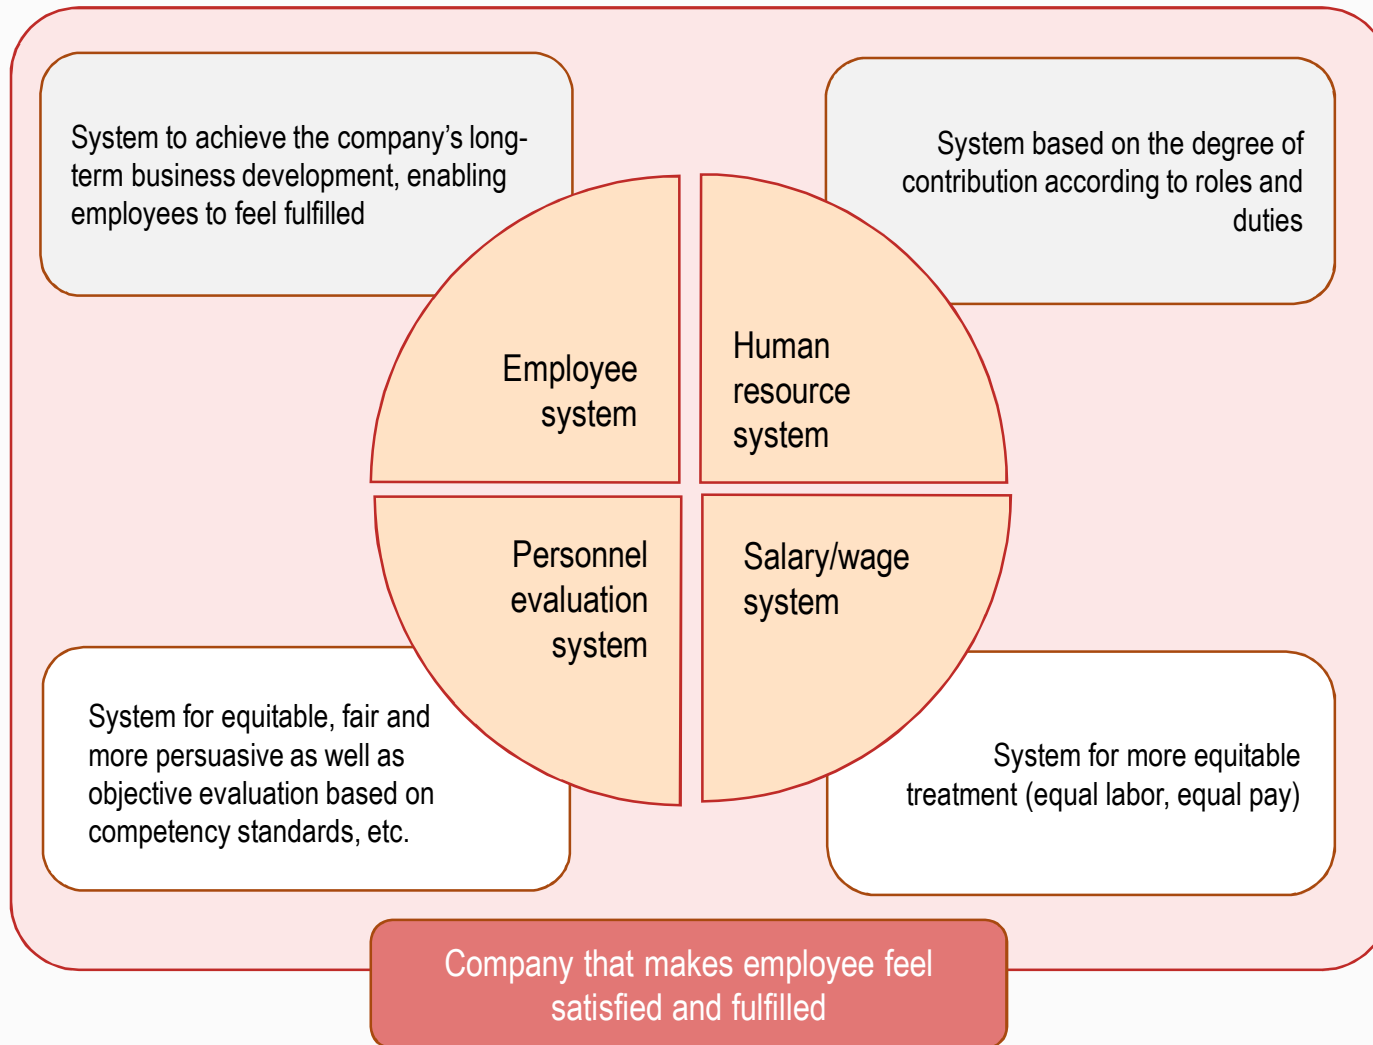 System to achieve the company’s long-
term business development, enabling
employees to feel fulfilled
System based on the degree of
contribution according to roles and
duties
Employee
system
Human
resource
system
Personnel
evaluation
system
Salary/wage
system
System for equitable, fair and
more persuasive as well as
objective evaluation based on
competency standards, etc.
System for more equitable
treatment (equal labor, equal pay)
Company that makes employee feel
satisfied and fulfilled